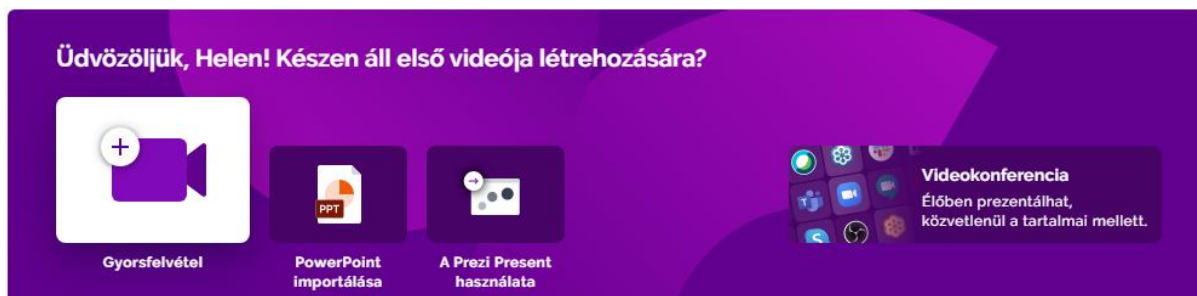 Üdvözöljük, Helen! Készen áll első videója létrehozására?
PPT
Gyorsfelvétel
PowerPoint
importálása
A Prezi Present
használata
Videokonferencia
Élőben prezentálhat,
közvetlenül a tartalmai mellett.